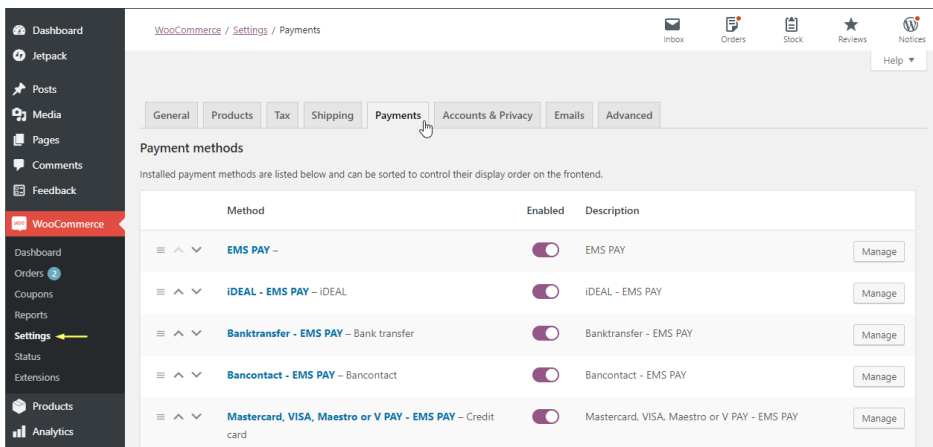 Dashboard
Jetpack
Posts
Media
Pages
Comments
Feedback
WooCommerce
Dashboard
Orders 2
Coupons
Reports
Settings
Status
Extensions
Products
Analytics
WooCommerce / Settings / Payments
Inbox
Orders
Stock
Reviews
Notices
Help ▼
General Products Tax Shipping Payments Accounts & Privacy Emails Advanced
Payment methods
Installed payment methods are listed below and can be sorted to control their display order on the frontend.
Method Enabled Description
EMS PAY – EMS PAY Manage
iDEAL - EMS PAY – iDEAL iDEAL - EMS PAY Manage
Banktransfer - EMS PAY – Bank transfer Banktransfer - EMS PAY Manage
Bancontact - EMS PAY – Bancontact Bancontact - EMS PAY Manage
Mastercard, VISA, Maestro or V PAY - EMS PAY – Credit Mastercard, VISA, Maestro or V PAY - EMS PAY Manage
card